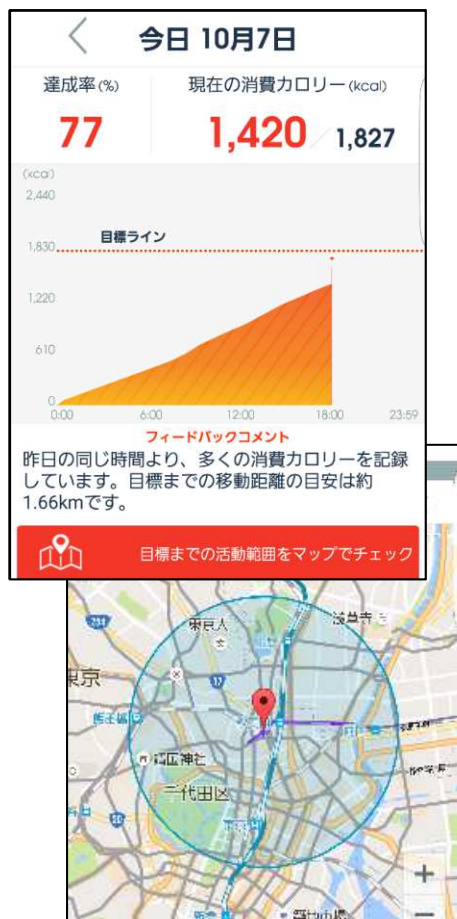 今日 10月7日
達成率(%)
現在の消費カロリー(kcal)
77
1,420 / 1,827
(kcal)
2,440
目標ライン
1,830
1,220
610
0
0:00 6:00 12:00 18:00 23:59
フィードバックコメント
昨日の同じ時間より、多くの消費カロリーを記録
しています。目標までの移動距離の目安は約
1.66kmです。
目標までの活動範囲をマップでチェック
浅草寺
17
靖国神社
千代田区
20
+
−